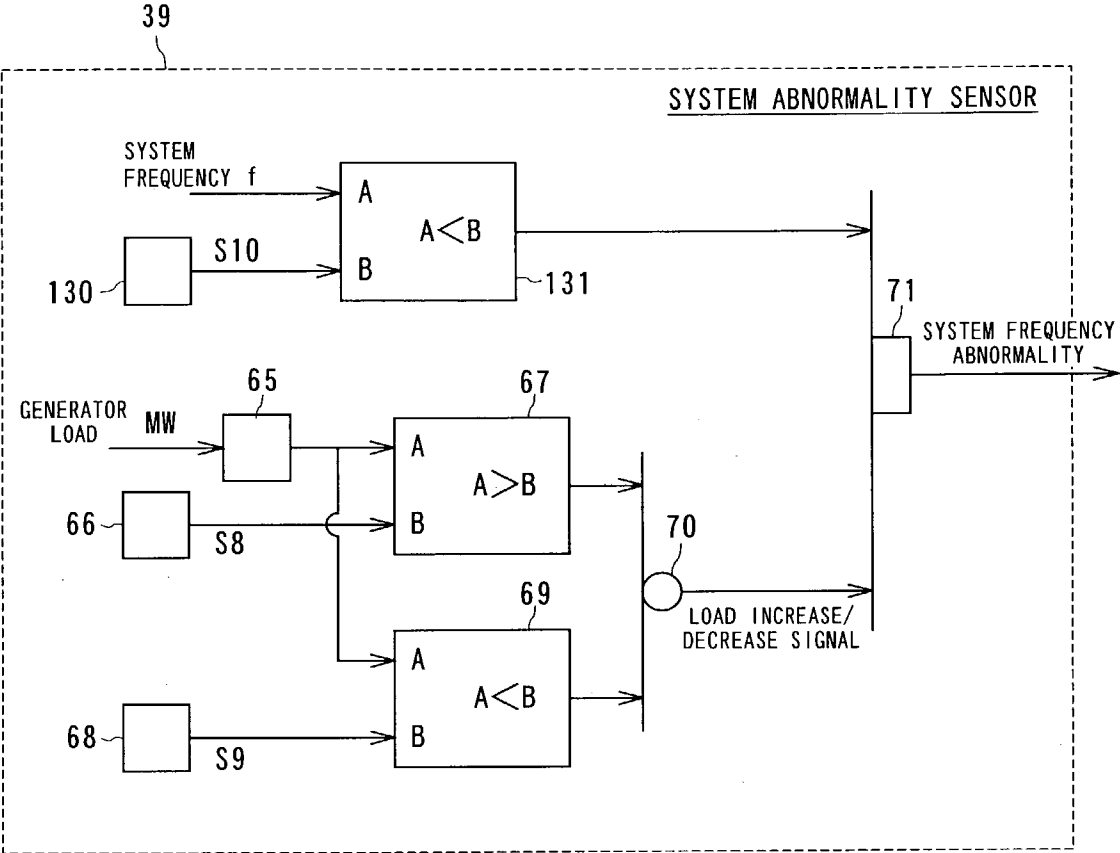 39
SYSTEM ABNORMALITY SENSOR
SYSTEM
FREQUENCY f
A
A<B
S10
B
130
131
71
SYSTEM FREQUENCY
ABNORMALITY
65
67
GENERATOR
LOAD
MW
A
A>B
66
B
S8
70
69
LOAD INCREASE/
DECREASE SIGNAL
A
A<B
68
B
S9